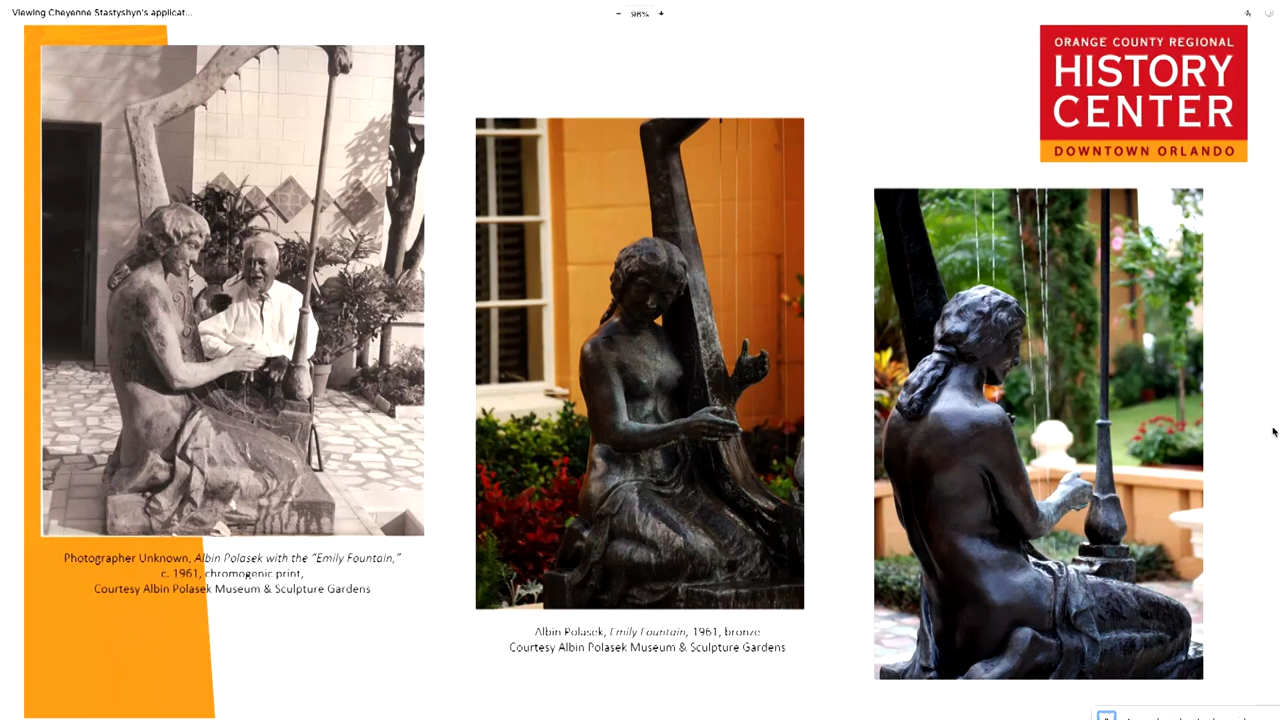 Viewing Cheyenne Stastyshyn's applicat...
− 98% +
ORANGE COUNTY REGIONAL
HISTORY
CENTER
DOWNTOWN ORLANDO
Photographer Unknown, Albin Polasek with the "Emily Fountain,"
c. 1961, chromogenic print,
Courtesy Albin Polasek Museum & Sculpture Gardens
Albin Polasek, Emily Fountain, 1961, bronze
Courtesy Albin Polasek Museum & Sculpture Gardens